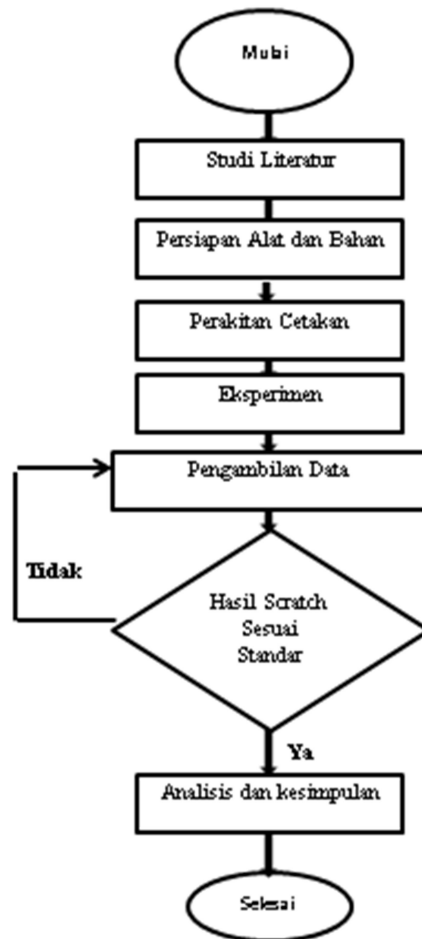 Mulai
Studi Literatur
Persiapan Alat dan Bahan
Perakitan Cetakan
Eksperimen
Pengambilan Data
Tidak
Hasil Scratch
Sesuai
Standar
Ya
Analisis dan kesimpulan
Selesai